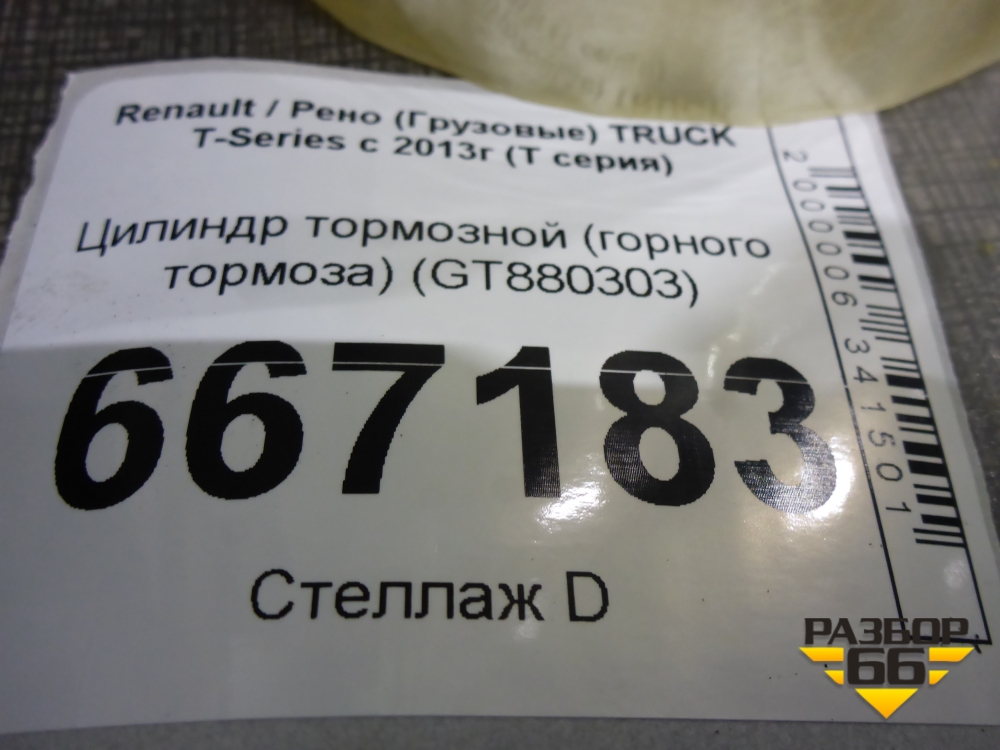 Renault / Рено (Грузовые) TRUCK
T-Series с 2013г (Т серия)
Цилиндр тормозной (горного
тормоза) (GT880303)
667183
Стеллаж D
2000006341501
РАЗБОР
66